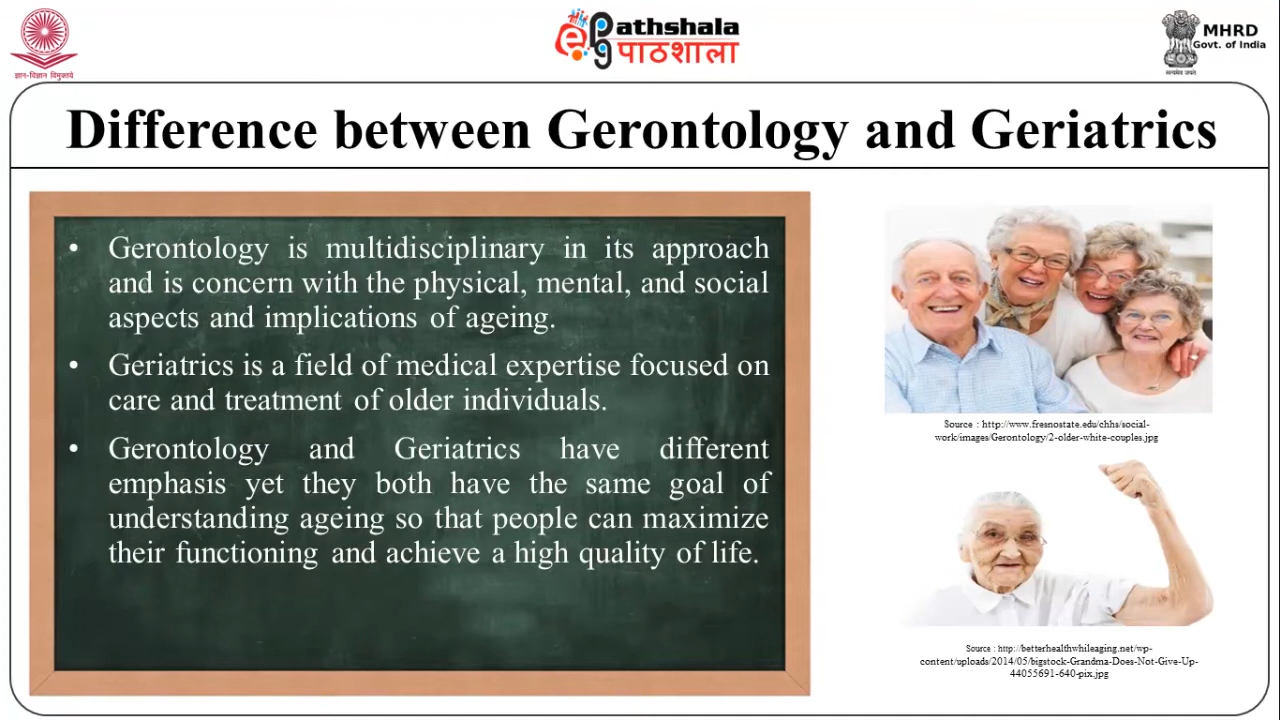 ज्ञान-विज्ञान विमुक्तये
ePathshala
पाठशाला
MHRD
Govt. of India
सत्यमेव जयते
Difference between Gerontology and Geriatrics
• Gerontology is multidisciplinary in its approach
and is concern with the physical, mental, and social
aspects and implications of ageing.
• Geriatrics is a field of medical expertise focused on
care and treatment of older individuals.
• Gerontology and Geriatrics have different
emphasis yet they both have the same goal of
understanding ageing so that people can maximize
their functioning and achieve a high quality of life.
Source : http://www.fresnostate.edu/chhs/social-
work/images/Gerontology/2-older-white-couples.jpg
Source : http://betterhealthwhileaging.net/wp-
content/uploads/2014/05/bigstock-Grandma-Does-Not-Give-Up-
44055691-640-pix.jpg